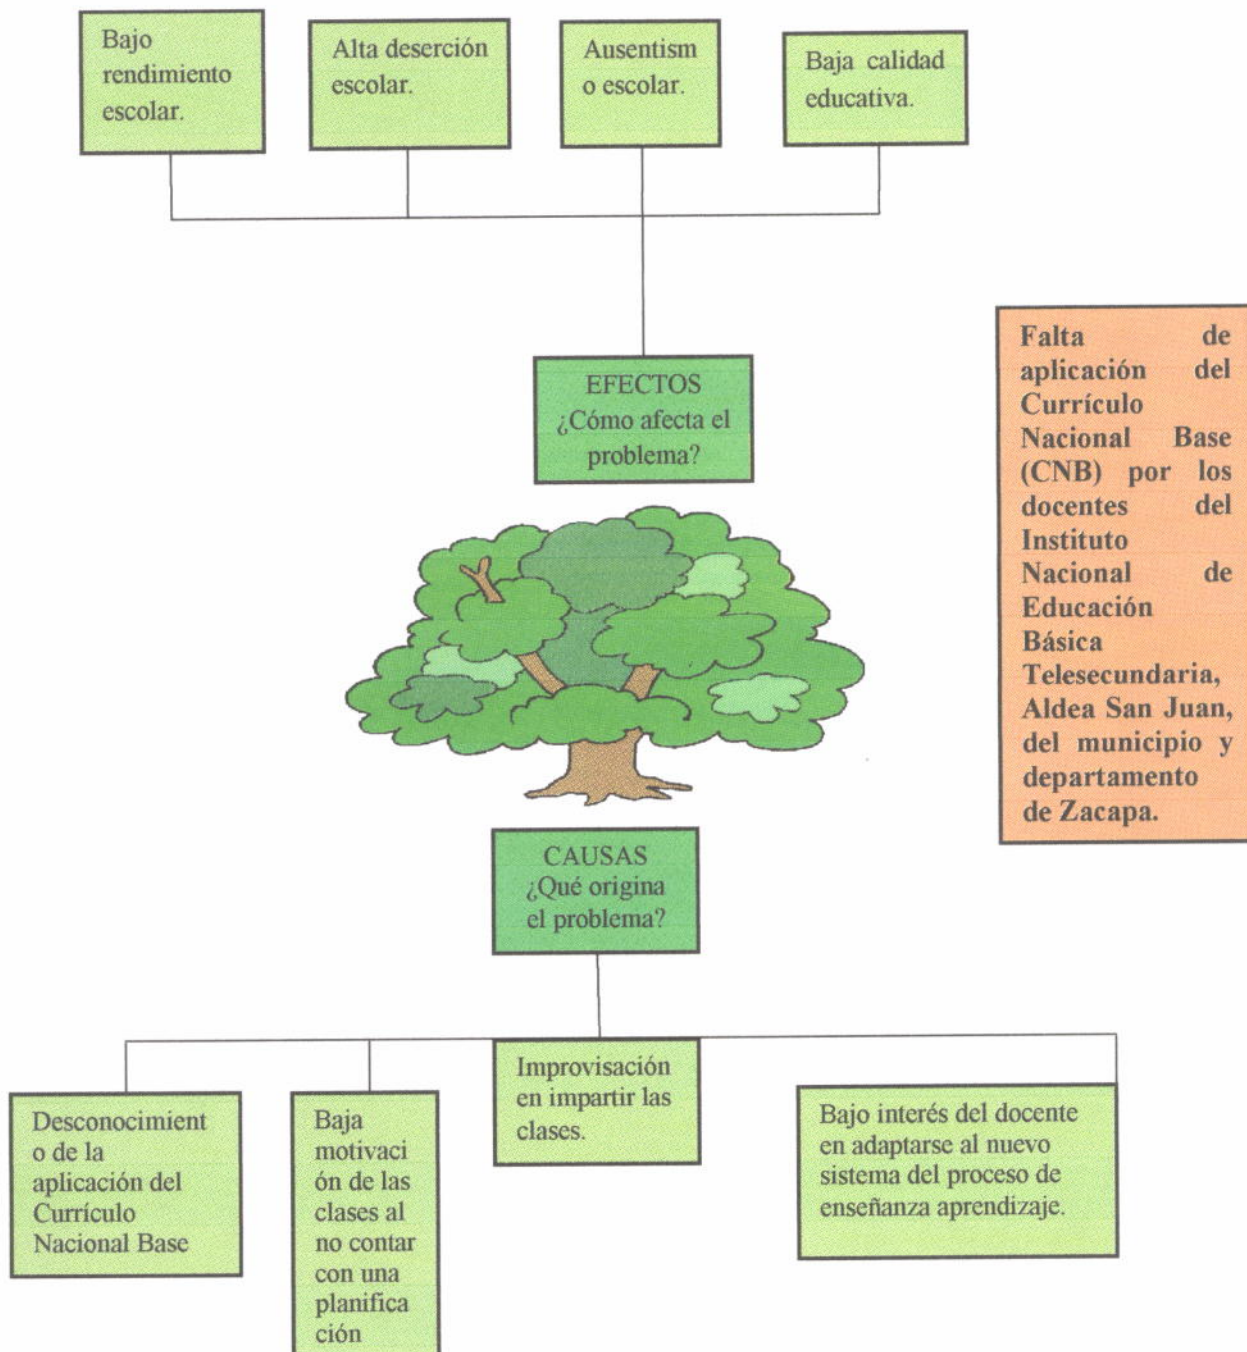 Bajo
rendimiento
escolar.
Alta deserción
escolar.
Ausentism
o escolar.
Baja calidad
educativa.
EFECTOS
¿Cómo afecta el
problema?
Falta de
aplicación del
Currículo
Nacional Base
(CNB) por los
docentes del
Instituto
Nacional de
Educación
Básica
Telesecundaria,
Aldea San Juan,
del municipio y
departamento
de Zacapa.
CAUSAS
¿Qué origina
el problema?
Desconocimient
o de la
aplicación del
Currículo
Nacional Base
Baja
motivaci
ón de las
clases al
no contar
con una
planifica
ción
Improvisación
en impartir las
clases.
Bajo interés del docente
en adaptarse al nuevo
sistema del proceso de
enseñanza aprendizaje.